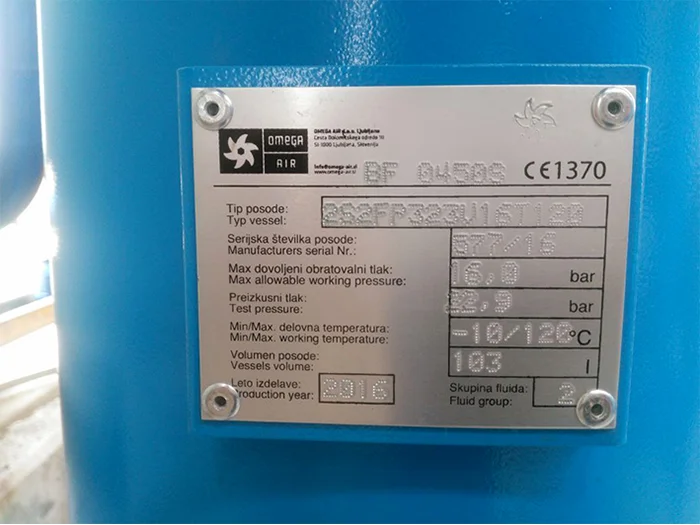 OMEGA AIR
OMEGA AIR d.o.o. Ljubljana
Cesta Dolomitskega odreda 10
SI-1000 Ljubljana, Slovenija
info@omega-air.si
www.omega-air.si
BF 0450S
CE1370
Tip posode:
Typ vessel:
2S2FP323V16T120
Serijska številka posode:
Manufacturers serial Nr.:
877/16
Max dovoljeni obratovalni tlak:
Max allowable working pressure:
16,0 bar
Preizkusni tlak:
Test pressure:
22,9 bar
Min/Max. delovna temperatura:
Min/Max. working temperature:
-10/120 °C
Volumen posode:
Vessels volume:
103 l
Leto izdelave:
Production year:
2016
Skupina fluida:
Fluid group:
2